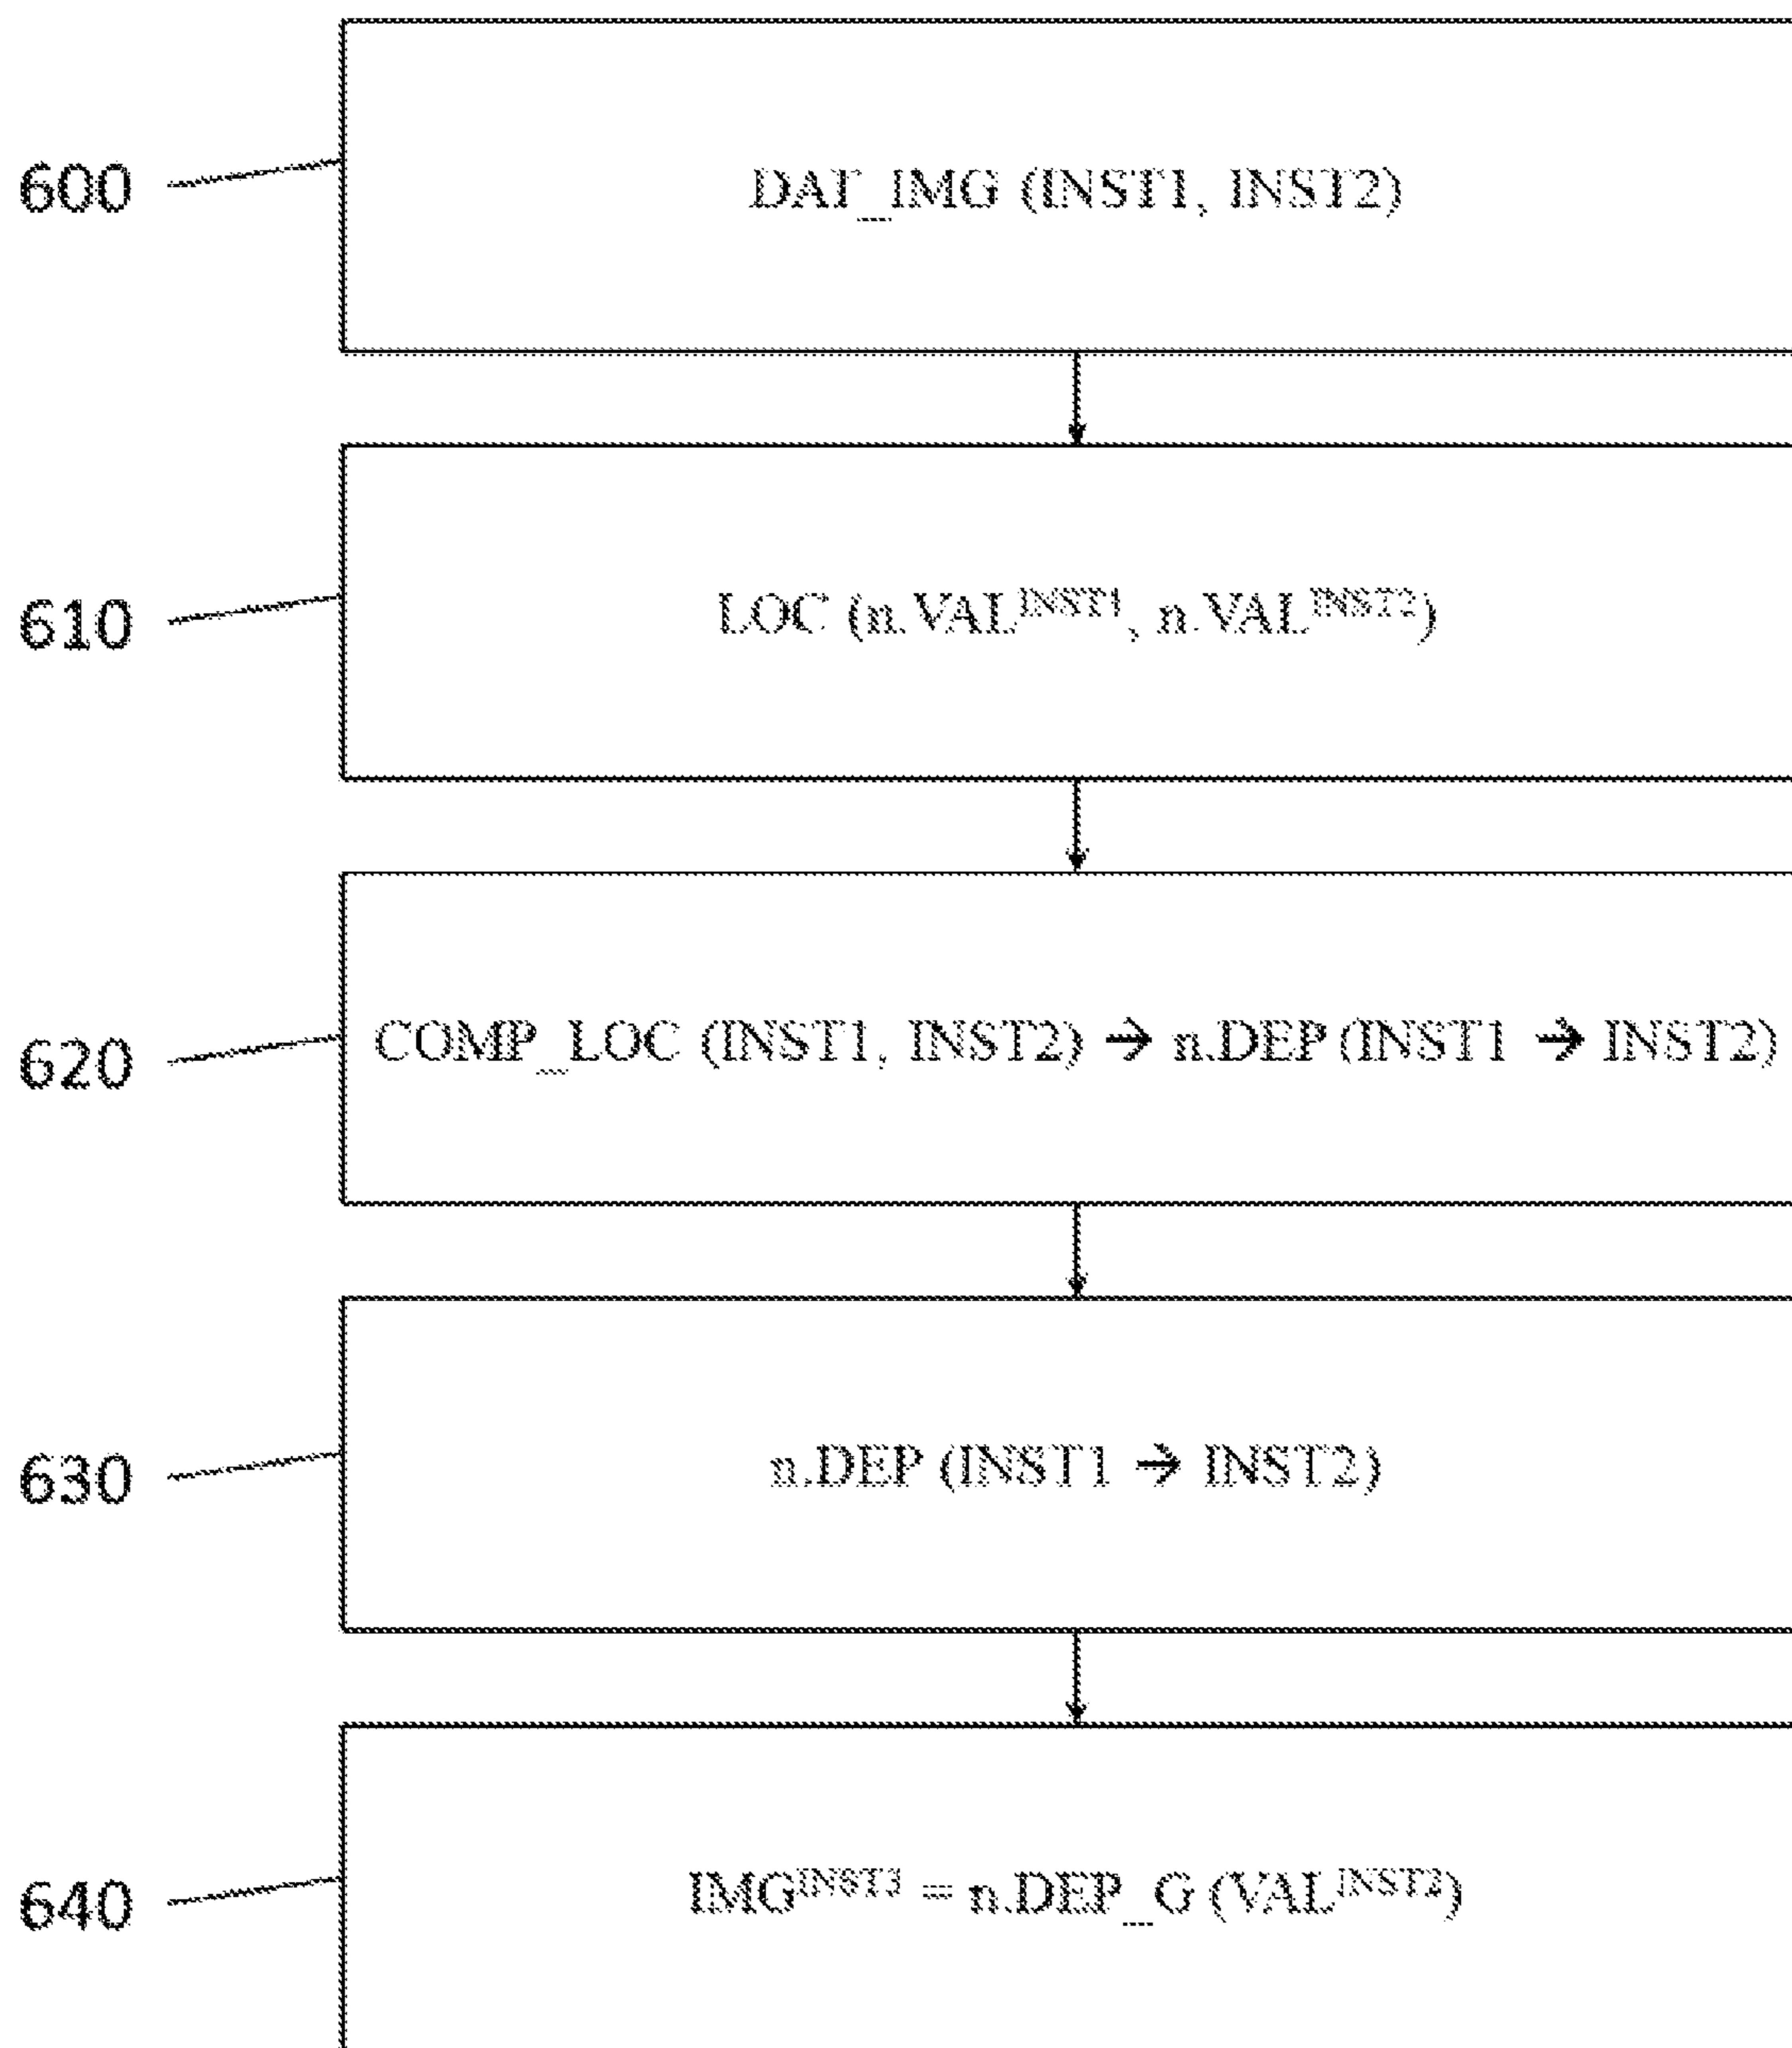 600 DAT_IMG (INST1, INST2)
610 LOC (n.VAL^INST1, n.VAL^INST2)
620 COMP_LOC (INST1, INST2) → n.DEP (INST1 → INST2)
630 n.DEP (INST1 → INST2)
640 IMG^INST3 = n.DEP_G (VAL^INST2)